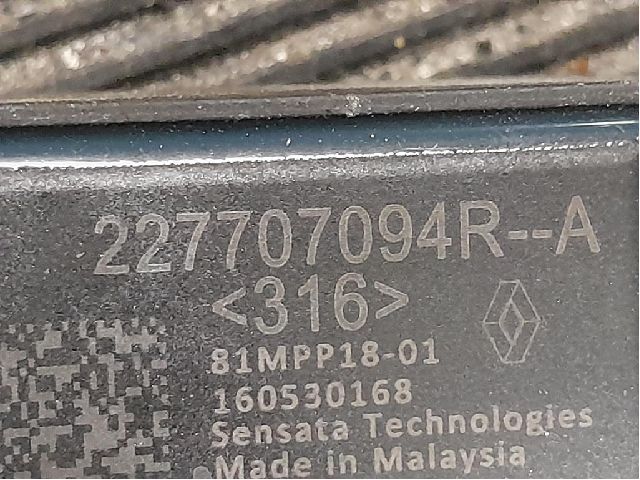 227707094R--A
<316>
81MPP18-01
160530168
Sensata Technologies
Made in Malaysia